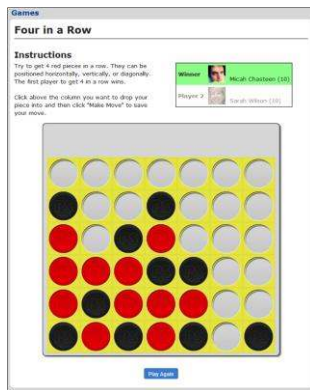 Games
Four in a Row
Instructions
Try to get 4 red pieces in a row. They can be
positioned horizontally, vertically, or diagonally.
The first player to get 4 in a row wins.
Click above the column you want to drop your
piece into and then click "Make Move" to save
your move.
Winner Micah Chasteen (10)
Player 2 Sarah Wilson
Play Again